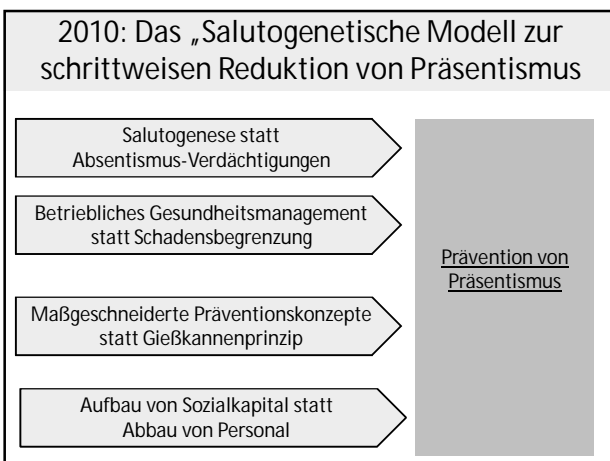 2010: Das „Salutogenetische Modell zur
schrittweisen Reduktion von Präsentismus
Salutogenese statt
Absentismus-Verdächtigungen
Betriebliches Gesundheitsmanagement
statt Schadensbegrenzung
Maßgeschneiderte Präventionskonzepte
statt Gießkannenprinzip
Aufbau von Sozialkapital statt
Abbau von Personal
Prävention von
Präsentismus